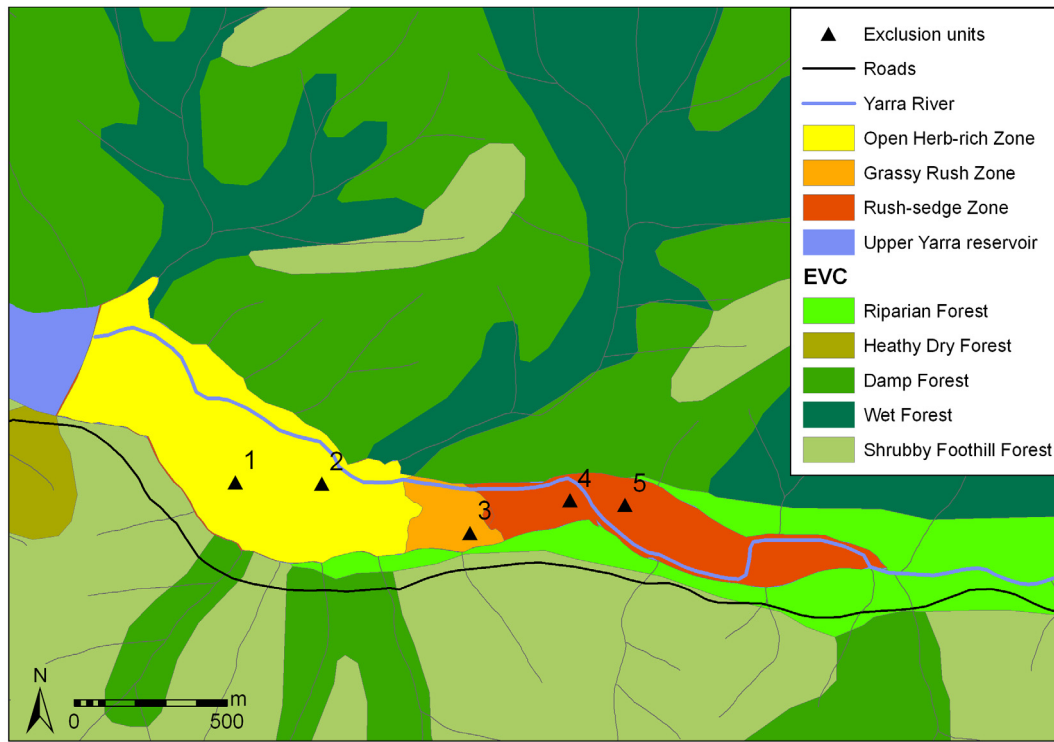 Exclusion units
Roads
Yarra River
Open Herb-rich Zone
Grassy Rush Zone
Rush-sedge Zone
Upper Yarra reservoir
EVC
Riparian Forest
Heathy Dry Forest
Damp Forest
Wet Forest
Shrubby Foothill Forest
1
2
3
4
5
N
m
0
500